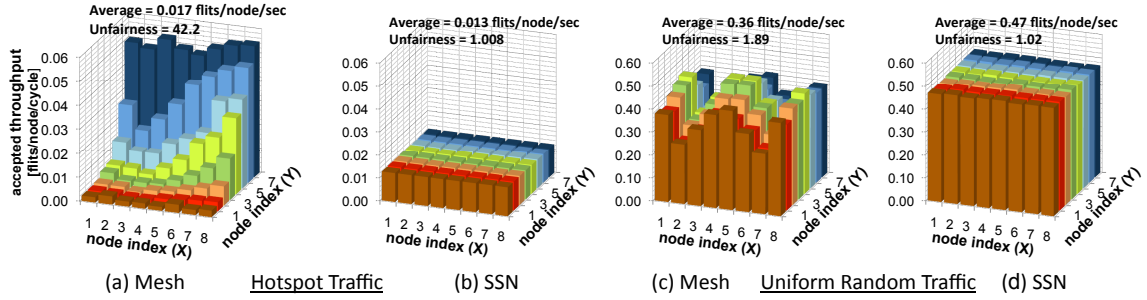 Average = 0.017 flits/node/sec
Unfairness = 42.2
accepted throughput
[flits/node/cycle]
0.06
0.05
0.04
0.03
0.02
0.01
0.00
1 2 3 4 5 6 7 8
node index (X)
1 3 5 7
node index (Y)
Average = 0.013 flits/node/sec
Unfairness = 1.008
0.06
0.05
0.04
0.03
0.02
0.01
0.00
1 2 3 4 5 6 7 8
node index (X)
1 3 5 7
node index (Y)
Average = 0.36 flits/node/sec
Unfairness = 1.89
0.60
0.50
0.40
0.30
0.20
0.10
0.00
1 2 3 4 5 6 7 8
node index (X)
1 3 5 7
node index (Y)
Average = 0.47 flits/node/sec
Unfairness = 1.02
0.60
0.50
0.40
0.30
0.20
0.10
0.00
1 2 3 4 5 6 7 8
node index (X)
1 3 5 7
node index (Y)
(a) Mesh Hotspot Traffic (b) SSN (c) Mesh Uniform Random Traffic (d) SSN